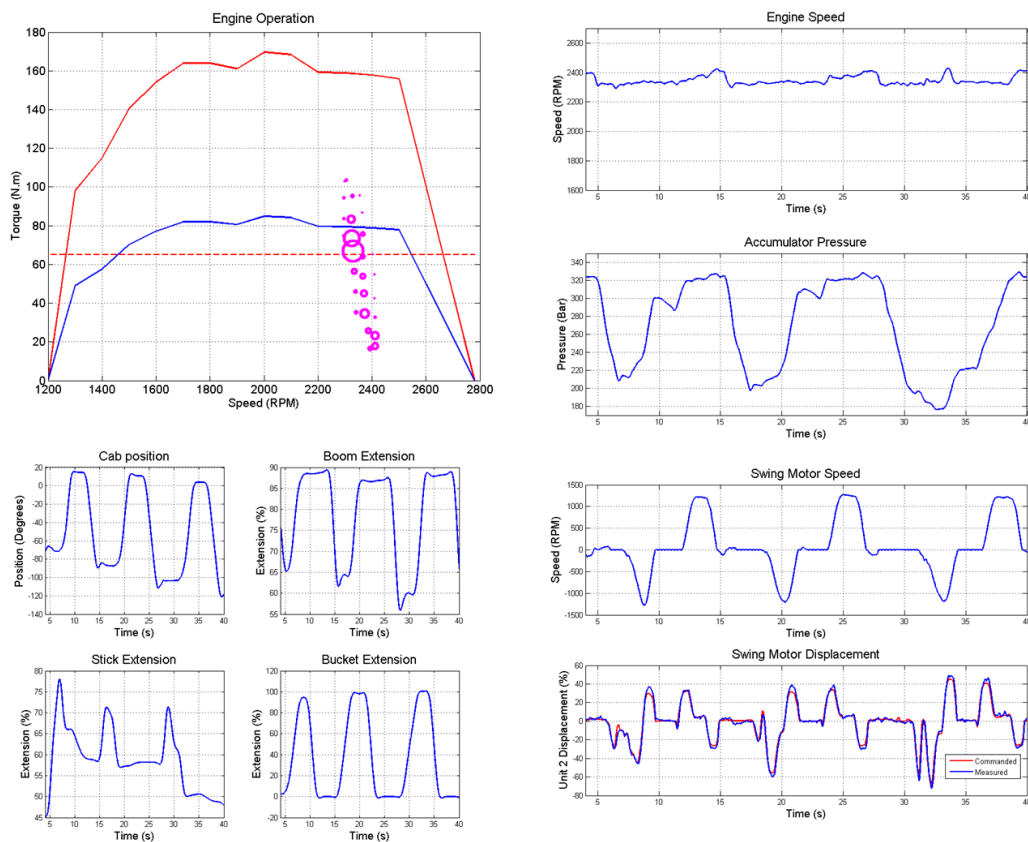 Engine Operation
180
160
140
120
100
80
60
40
20
0
Torque (N.m)
1200 1400 1600 1800 2000 2200 2400 2600 2800
Speed (RPM)
Engine Speed
2600
2400
2200
2000
1800
1600
Speed (RPM)
5 10 15 20 25 30 35 40
Time (s)
Accumulator Pressure
340
320
300
280
260
240
220
200
180
Pressure (Bar)
5 10 15 20 25 30 35 40
Time (s)
Cab position
20
0
-20
-40
-60
-80
-100
-120
-140
Position (Degrees)
5 10 15 20 25 30 35 40
Time (s)
Boom Extension
90
85
80
75
70
65
60
55
Extension (%)
5 10 15 20 25 30 35 40
Time (s)
Swing Motor Speed
1500
1000
500
0
-500
-1000
-1500
Speed (RPM)
5 10 15 20 25 30 35 40
Time (s)
Stick Extension
80
75
70
65
60
55
50
45
Extension (%)
5 10 15 20 25 30 35 40
Time (s)
Bucket Extension
120
100
80
60
40
20
0
-20
Extension (%)
5 10 15 20 25 30 35 40
Time (s)
Swing Motor Displacement
60
40
20
0
-20
-40
-60
-80
Unit 2 Displacement (%)
Commanded
Measured
5 10 15 20 25 30 35 40
Time (s)